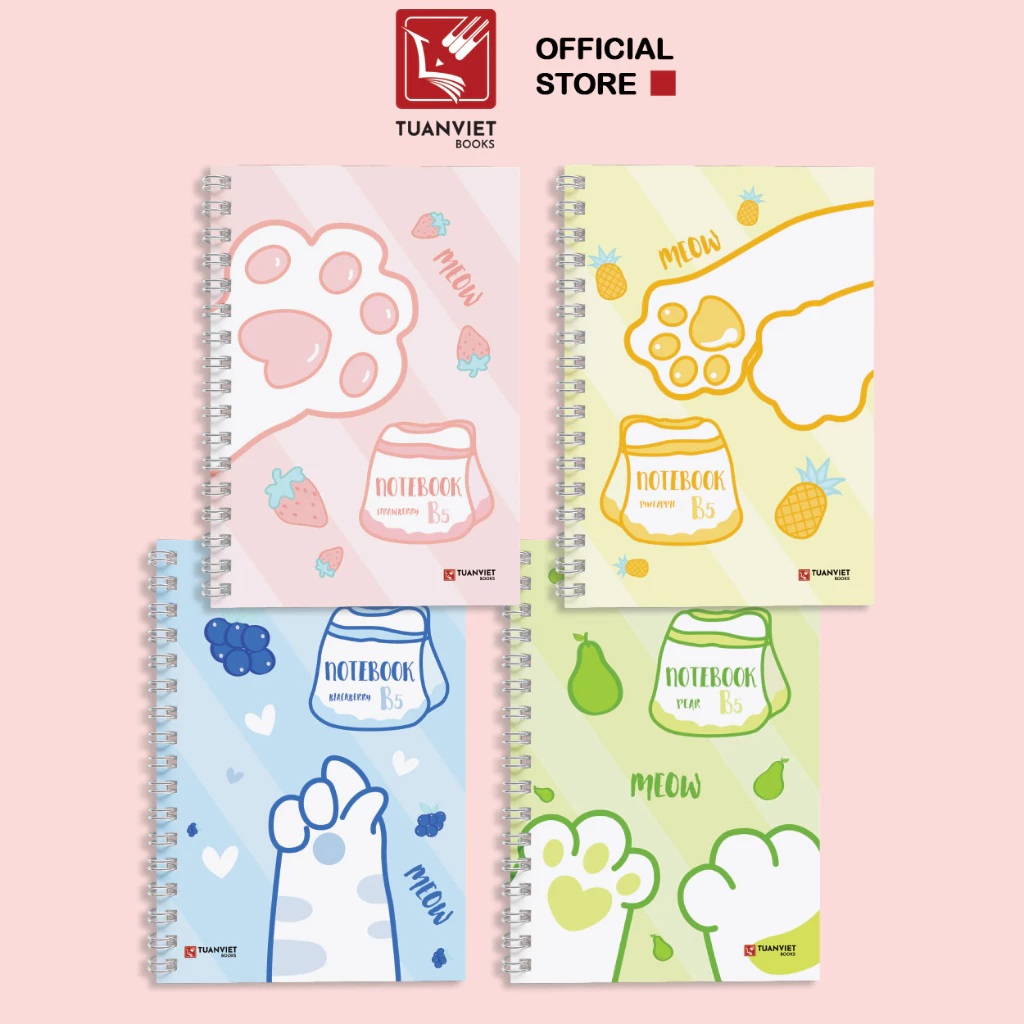 TUANVIET
BOOKS
OFFICIAL
STORE
MEOW
NOTEBOOK
STRAWBERRY B5
TUANVIET
BOOKS
MEOW
NOTEBOOK
PINEAPPLE B5
TUANVIET
BOOKS
NOTEBOOK
BLACKBERRY B5
MEOW
TUANVIET
BOOKS
NOTEBOOK
PEAR B5
MEOW
TUANVIET
BOOKS